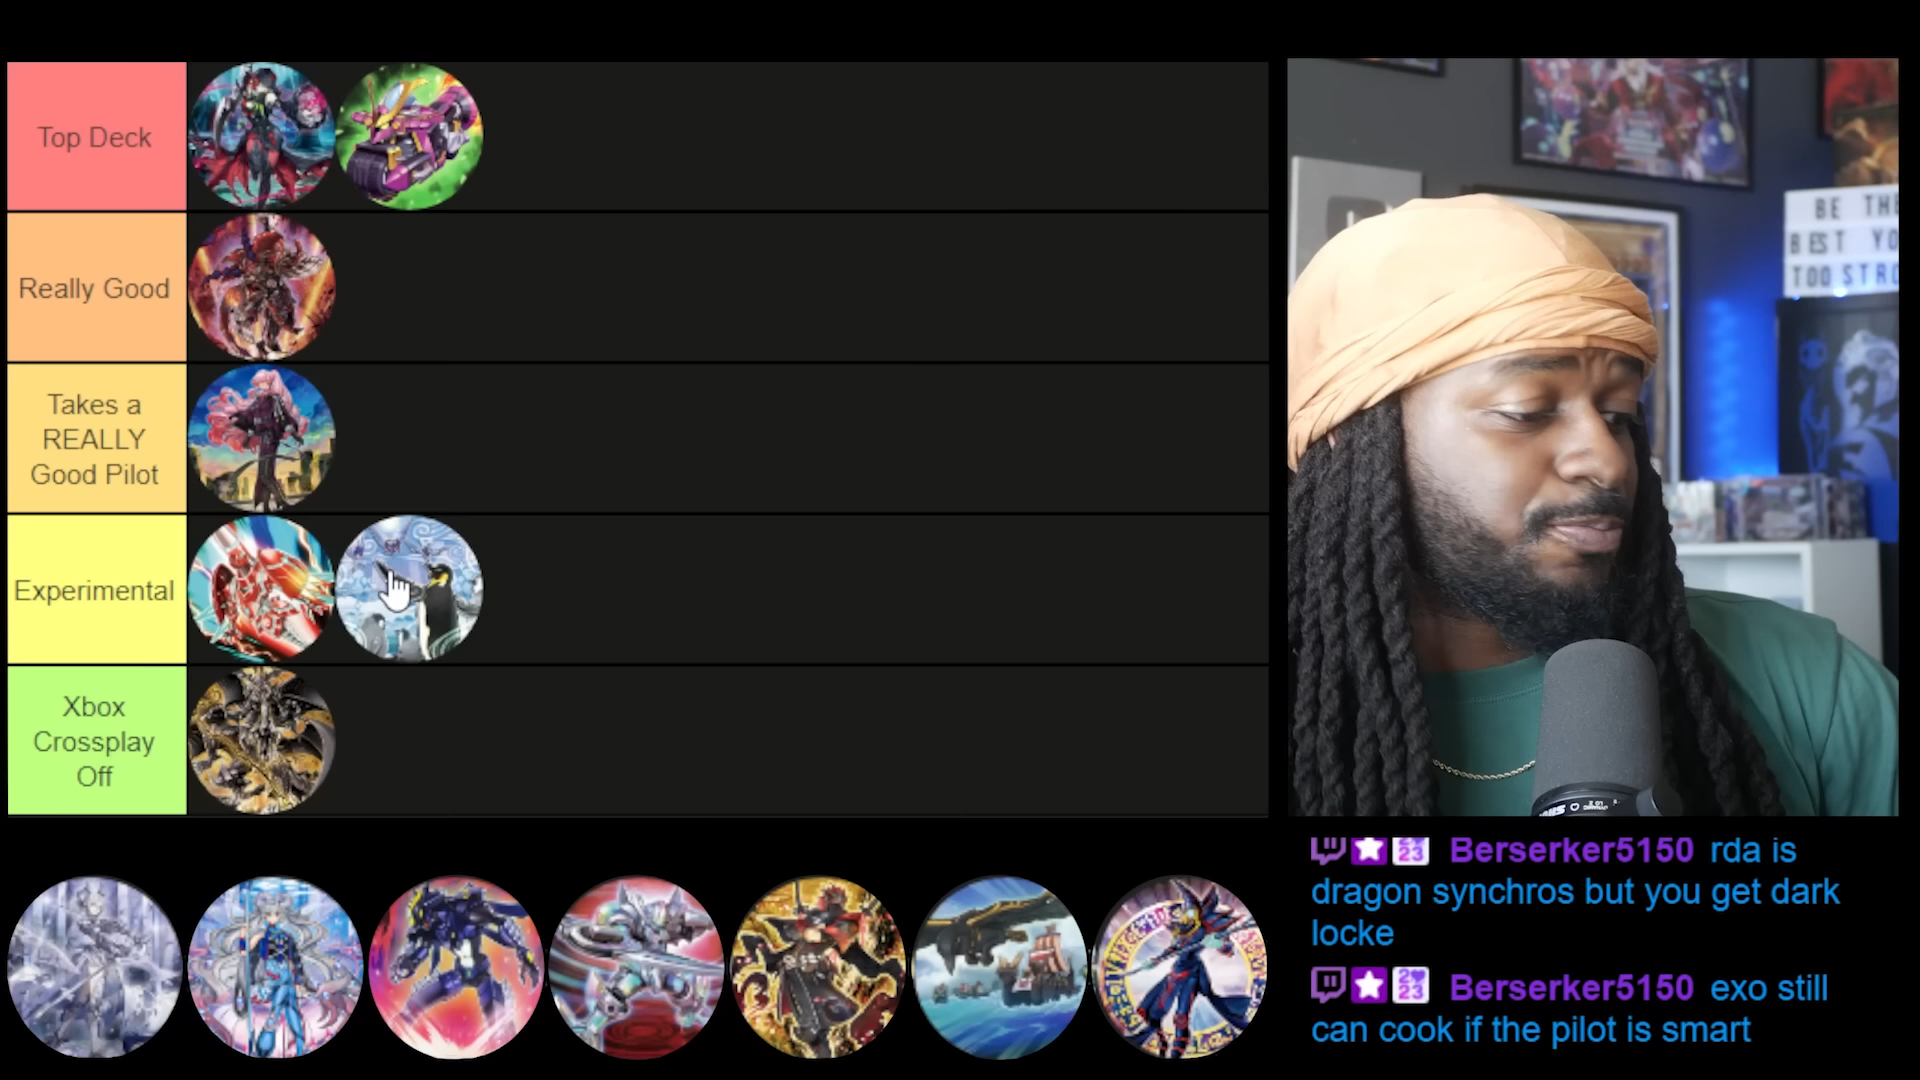 Top Deck
Really Good
Takes a
REALLY
Good Pilot
Experimental
Xbox
Crossplay
Off
BE THE
BEST YO
TOO STRO
Berserker5150 rda is
dragon synchros but you get dark
locke
Berserker5150 exo still
can cook if the pilot is smart